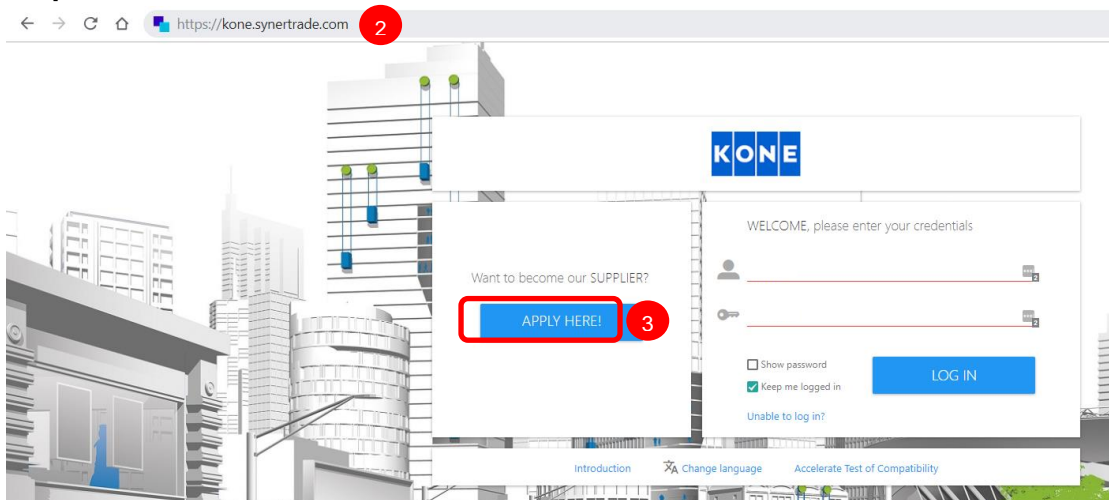 https://kone.synertrade.com
2
KONE
WELCOME, please enter your credentials
Want to become our SUPPLIER?
APPLY HERE!
3
Show password
Keep me logged in
LOG IN
Unable to log in?
Introduction
Change language
Accelerate Test of Compatibility